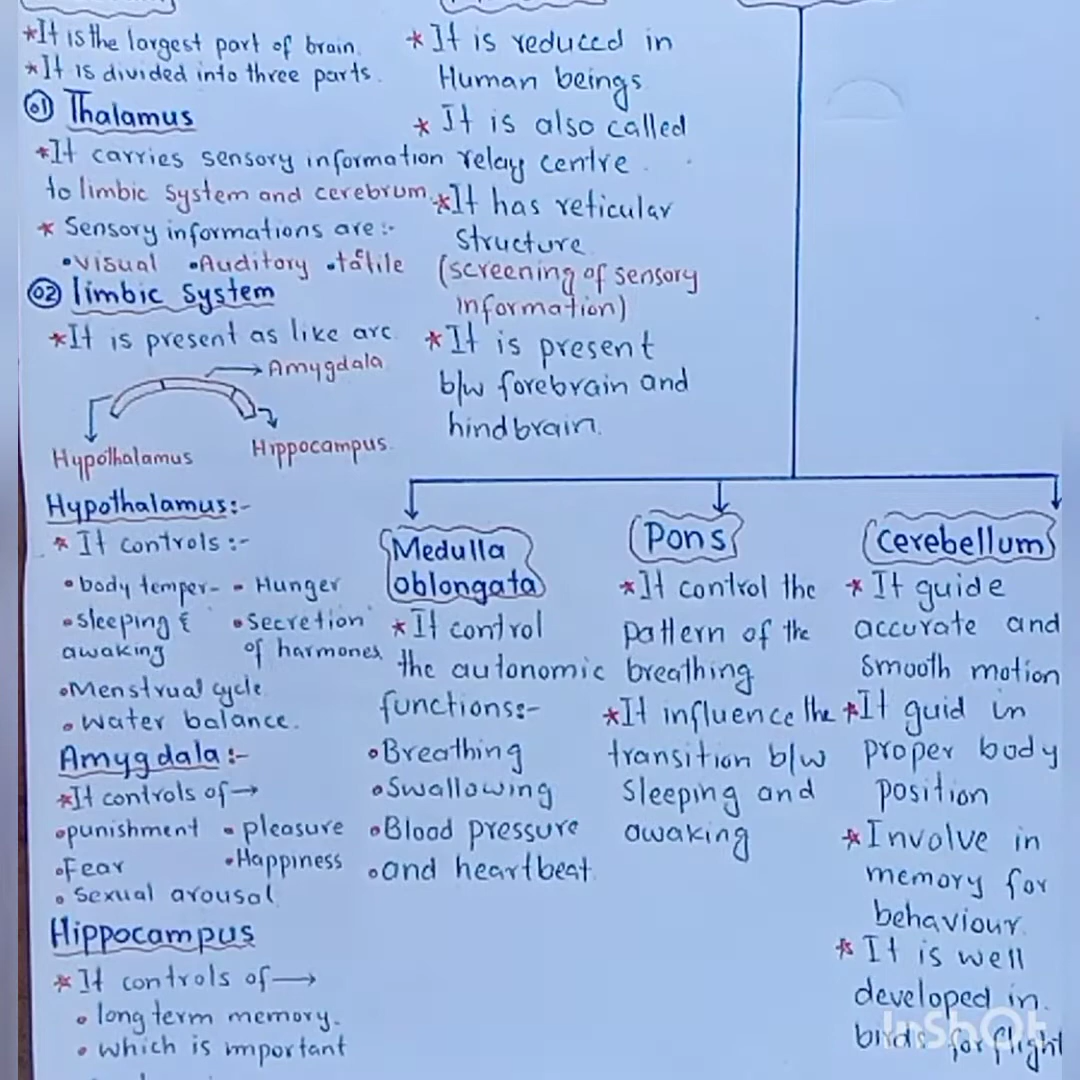 *It is the largest part of brain.
*It is divided into three parts.
01 Thalamus
*It carries sensory information
to limbic system and cerebrum.
* Sensory informations are:-
•Visual •Auditory •tactile
02 limbic system
*It is present as like arc.
Amygdala
Hypothalamus
Hippocampus.
Hypothalamus:-
* It controls:-
•body temper- • Hunger
•sleeping & •secretion
awaking of harmones.
•Menstrual cycle.
•water balance.
Amygdala:-
*It controls of→
•punishment • pleasure
•Fear •Happiness
•Sexual arousal.
Hippocampus
*It controls of→
• long term memory.
• which is important
*It is reduced in
Human beings
* It is also called
relay centre.
*It has reticular
structure.
(screening of sensory
information)
*It is present
b/w forebrain and
hindbrain.
Medulla
oblongata
*It control
the autonomic
functions:-
•Breathing
•Swallowing
•Blood pressure
•and heartbeat.
Pons
*It control the
pattern of the
breathing
*It influence the
transition b/w
sleeping and
awaking
cerebellum
*It guide
accurate and
smooth motion
*It guid in
proper body
position
*Involve in
memory for
behaviour.
*It is well
developed in.
birds for flight
InShOt